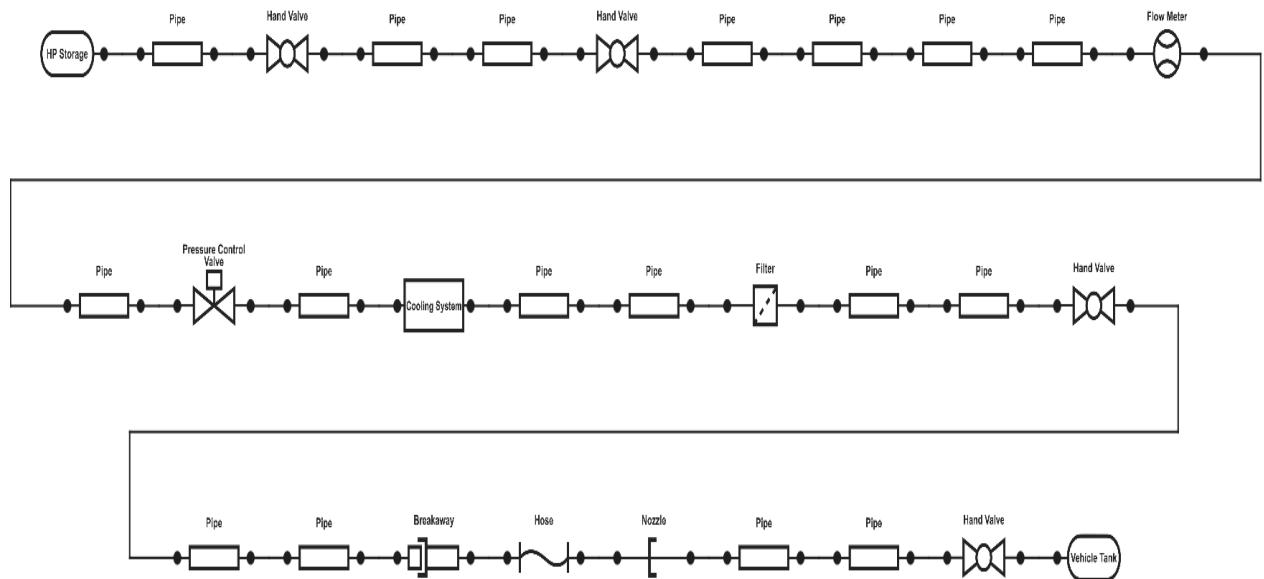 Pipe
Hand Valve
Pipe
Pipe
Hand Valve
Pipe
Pipe
Pipe
Pipe
Flow Meter
HP Storage
Pipe
Pressure Control
Valve
Pipe
Cooling System
Pipe
Pipe
Filter
Pipe
Pipe
Hand Valve
Pipe
Pipe
Breakaway
Hose
Nozzle
Pipe
Pipe
Hand Valve
Vehicle Tank